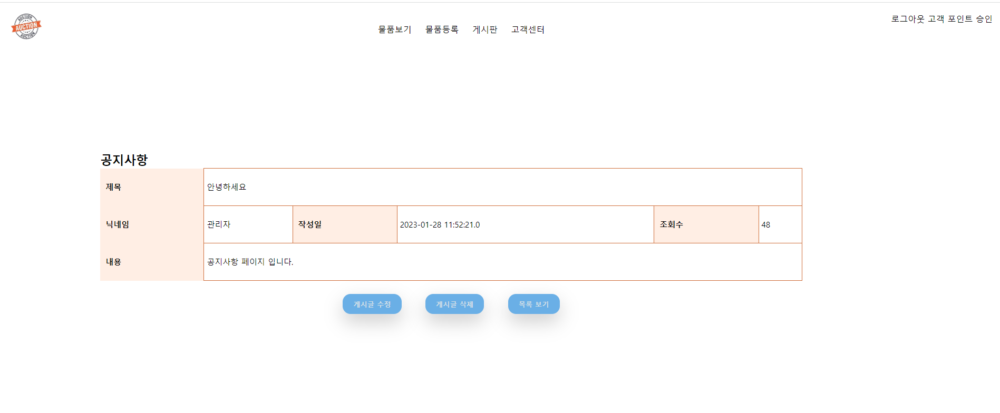 AUCTION
AUCTION
AUCTION
물품보기 물품등록 게시판 고객센터
로그아웃 고객 포인트 승인
공지사항
제목 안녕하세요
닉네임 관리자 작성일 2023-01-28 11:52:21.0 조회수 48
내용 공지사항 페이지 입니다.
게시글 수정 게시글 삭제 목록 보기